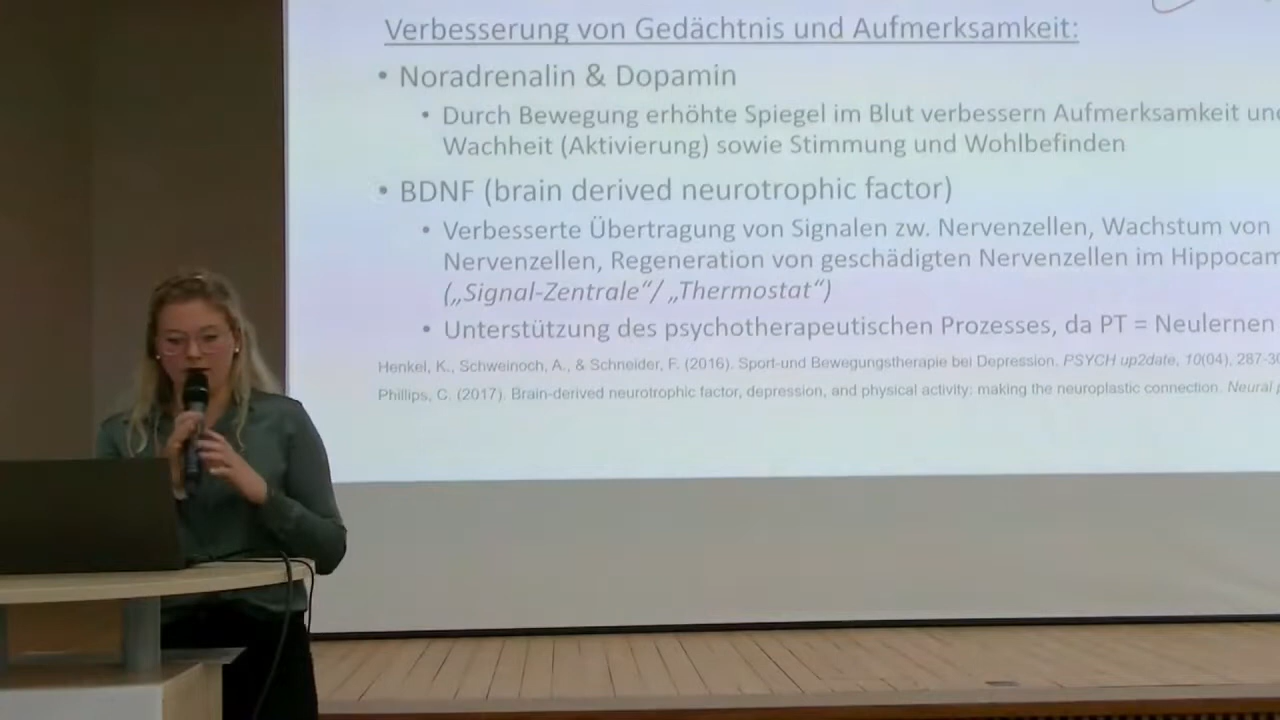 Verbesserung von Gedächtnis und Aufmerksamkeit:
• Noradrenalin & Dopamin
• Durch Bewegung erhöhte Spiegel im Blut verbessern Aufmerksamkeit und
Wachheit (Aktivierung) sowie Stimmung und Wohlbefinden
• BDNF (brain derived neurotrophic factor)
• Verbesserte Übertragung von Signalen zw. Nervenzellen, Wachstum von
Nervenzellen, Regeneration von geschädigten Nervenzellen im Hippocam
(„Signal-Zentrale“/ „Thermostat“)
• Unterstützung des psychotherapeutischen Prozesses, da PT = Neulernen
Henkel, K., Schweinoch, A., & Schneider, F. (2016). Sport-und Bewegungstherapie bei Depression. PSYCH up2date, 10(04), 287-30
Phillips, C. (2017). Brain-derived neurotrophic factor, depression, and physical activity: making the neuroplastic connection. Neural